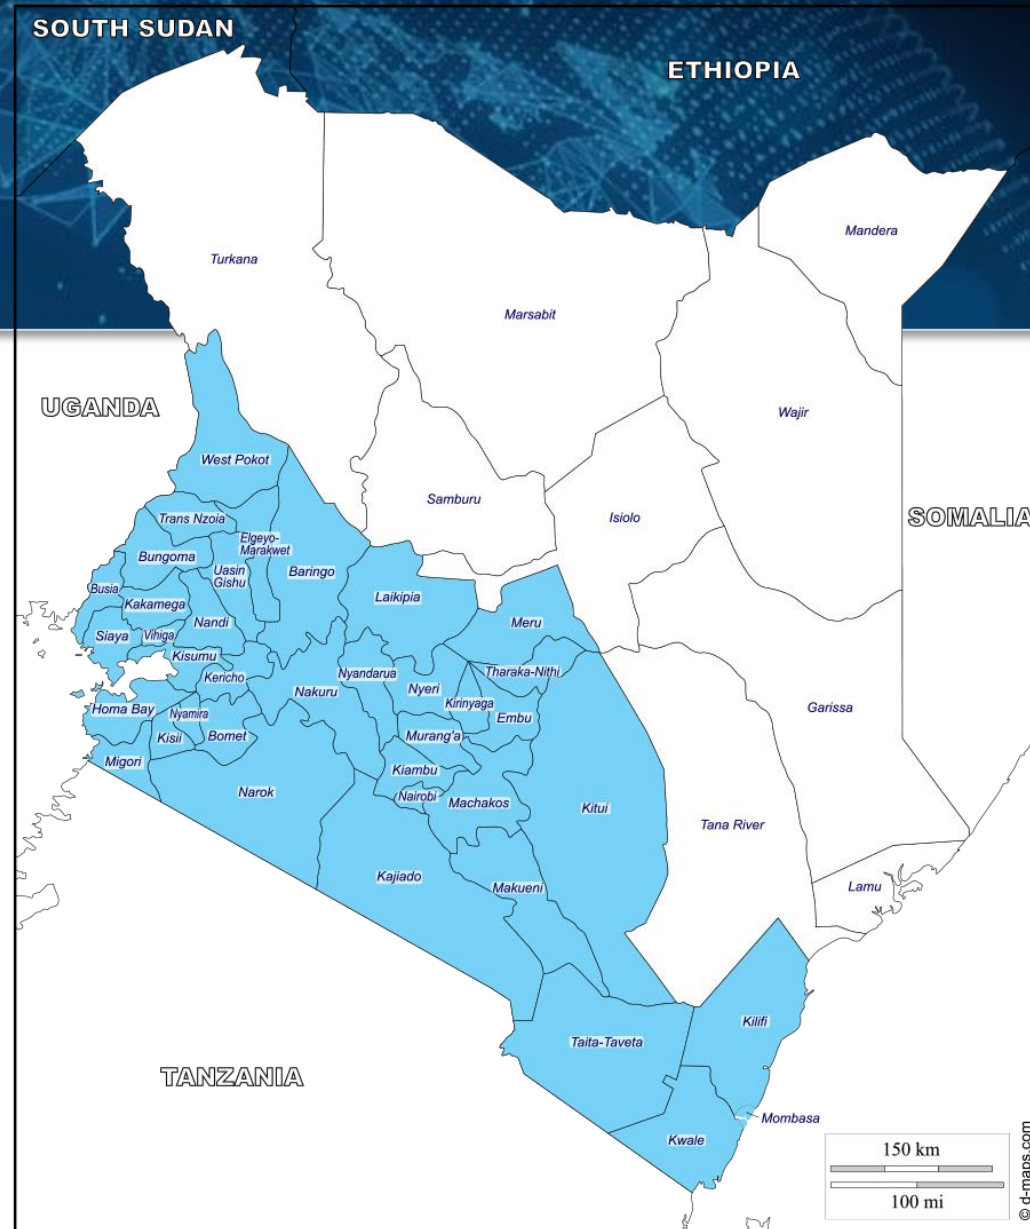 SOUTH SUDAN
ETHIOPIA
Mandera
Turkana
Marsabit
UGANDA
Wajir
West Pokot
Samburu
Isiolo
SOMALIA
Trans Nzoia
Elgeyo-
Marakwet
Bungoma
Uasin
Gishu
Baringo
Busia
Laikipia
Kakamega
Nandi
Meru
Siaya
Vihiga
Kisumu
Kericho
Nyandarua
Tharaka-Nithi
Nakuru
Nyeri
Kirinyaga
Homa Bay
Nyamira
Embu
Garissa
Kisii
Bomet
Murang'a
Migori
Kiambu
Narok
Nairobi
Machakos
Kitui
Tana River
Kajiado
Makueni
Lamu
Kilifi
Taita-Taveta
TANZANIA
Mombasa
Kwale
150 km
100 mi
© d-maps.com